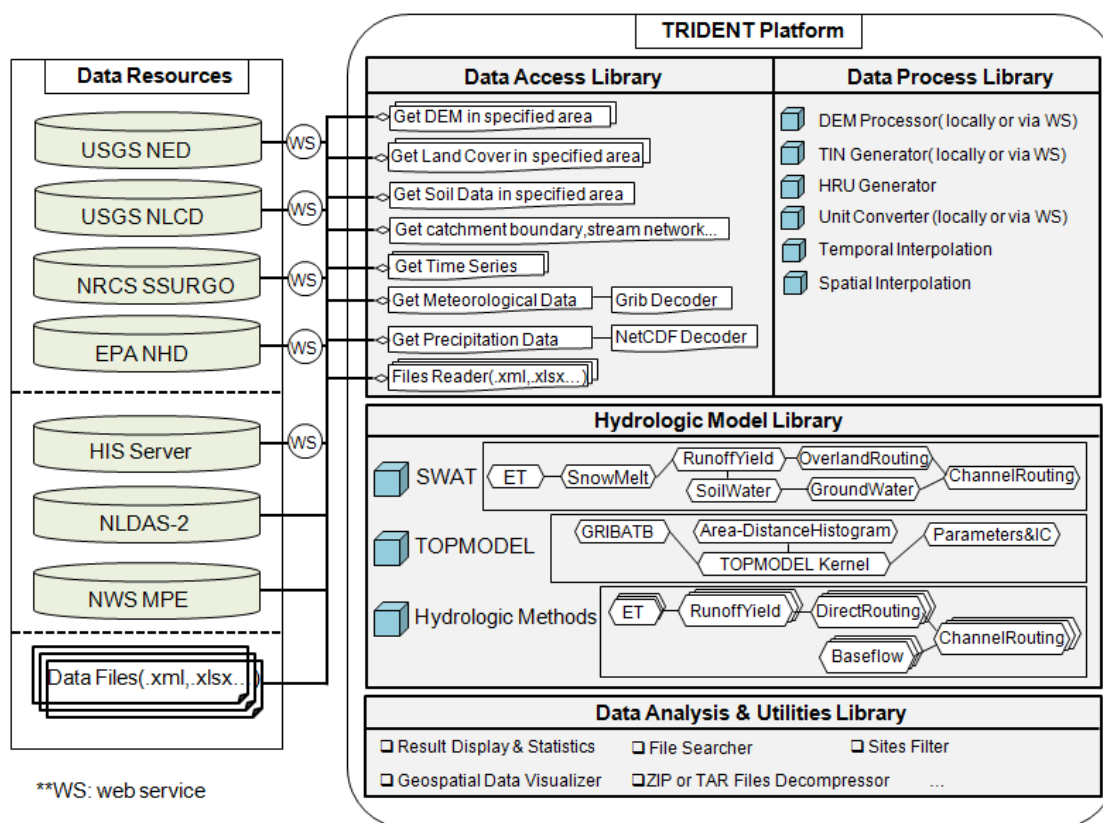 TRIDENT Platform
Data Resources
USGS NED
USGS NLCD
NRCS SSURGO
EPA NHD
HIS Server
NLDAS-2
NWS MPE
Data Files(.xml,.xlsx...)
WS
WS
WS
WS
WS
**WS: web service
Data Access Library
Get DEM in specified area
Get Land Cover in specified area
Get Soil Data in specified area
Get catchment boundary,stream network...
Get Time Series
Get Meteorological Data
Grib Decoder
Get Precipitation Data
NetCDF Decoder
Files Reader(.xml,.xlsx...)
Data Process Library
DEM Processor( locally or via WS)
TIN Generator( locally or via WS)
HRU Generator
Unit Converter (locally or via WS)
Temporal Interpolation
Spatial Interpolation
Hydrologic Model Library
SWAT
ET
SnowMelt
RunoffYield
OverlandRouting
SoilWater
GroundWater
ChannelRouting
TOPMODEL
GRIBATB
Area-DistanceHistogram
TOPMODEL Kernel
Parameters&IC
Hydrologic Methods
ET
RunoffYield
DirectRouting
Baseflow
ChannelRouting
Data Analysis & Utilities Library
Result Display & Statistics
File Searcher
Sites Filter
Geospatial Data Visualizer
ZIP or TAR Files Decompressor
...